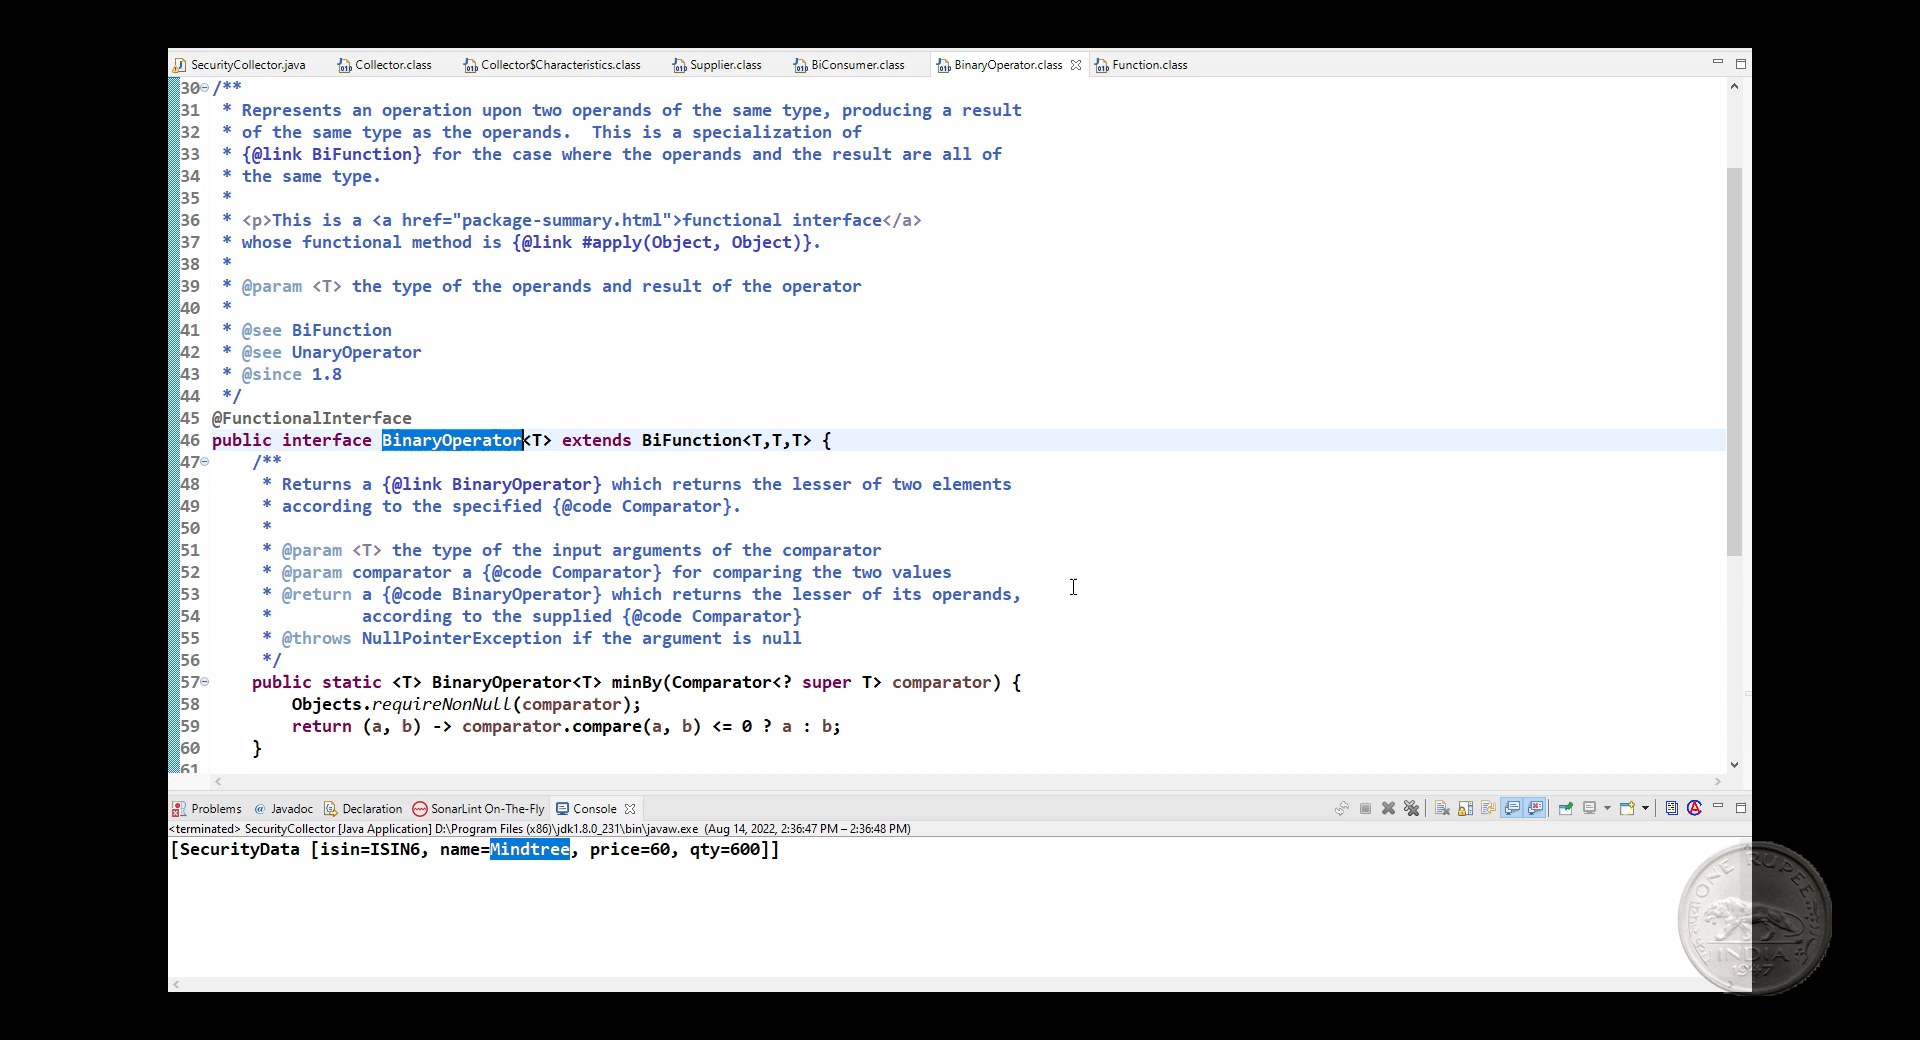 SecurityCollector.java Collector.class Collector$Characteristics.class Supplier.class BiConsumer.class BinaryOperator.class Function.class
30 /**
31 * Represents an operation upon two operands of the same type, producing a result
32 * of the same type as the operands.  This is a specialization of
33 * {@link BiFunction} for the case where the operands and the result are all of
34 * the same type.
35 *
36 * <p>This is a <a href="package-summary.html">functional interface</a>
37 * whose functional method is {@link #apply(Object, Object)}.
38 *
39 * @param <T> the type of the operands and result of the operator
40 *
41 * @see BiFunction
42 * @see UnaryOperator
43 * @since 1.8
44 */
45 @FunctionalInterface
46 public interface BinaryOperator<T> extends BiFunction<T,T,T> {
47 /**
48 * Returns a {@link BinaryOperator} which returns the lesser of two elements
49 * according to the specified {@code Comparator}.
50 *
51 * @param <T> the type of the input arguments of the comparator
52 * @param comparator a {@code Comparator} for comparing the two values
53 * @return a {@code BinaryOperator} which returns the lesser of its operands,
54 * according to the supplied {@code Comparator}
55 * @throws NullPointerException if the argument is null
56 */
57 public static <T> BinaryOperator<T> minBy(Comparator<? super T> comparator) {
58 Objects.requireNonNull(comparator);
59 return (a, b) -> comparator.compare(a, b) <= 0 ? a : b;
60 }
61
Problems @ Javadoc Declaration SonarLint On-The-Fly Console
<terminated> SecurityCollector [Java Application] D:\Program Files (x86)\jdk1.8.0_231\bin\javaw.exe (Aug 14, 2022, 2:36:47 PM – 2:36:48 PM)
[SecurityData [isin=ISIN6, name=Mindtree, price=60, qty=600]]
ONE RUPEE
INDIA
1947